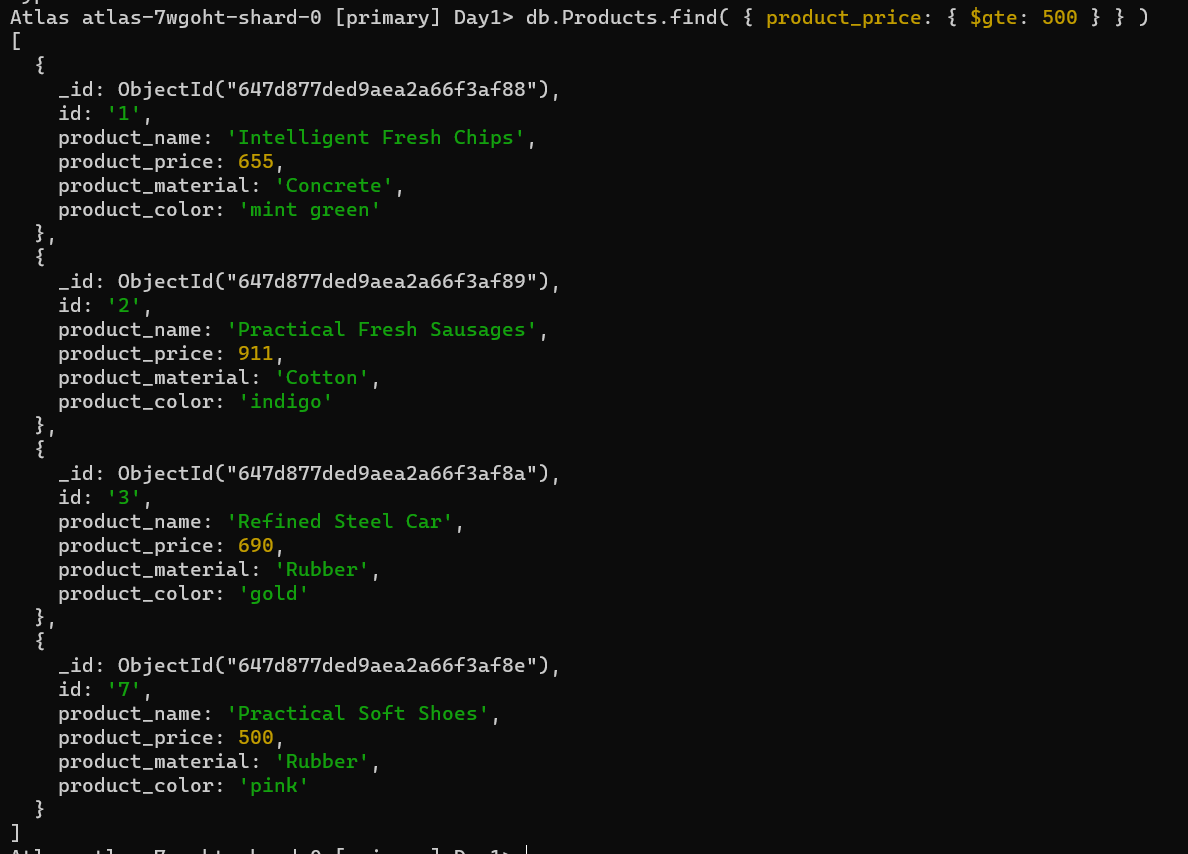 Atlas atlas-7wgoht-shard-0 [primary] Day1> db.Products.find( { product_price: { $gte: 500 } } )
[
  {
    _id: ObjectId("647d877ded9aea2a66f3af88"),
    id: '1',
    product_name: 'Intelligent Fresh Chips',
    product_price: 655,
    product_material: 'Concrete',
    product_color: 'mint green'
  },
  {
    _id: ObjectId("647d877ded9aea2a66f3af89"),
    id: '2',
    product_name: 'Practical Fresh Sausages',
    product_price: 911,
    product_material: 'Cotton',
    product_color: 'indigo'
  },
  {
    _id: ObjectId("647d877ded9aea2a66f3af8a"),
    id: '3',
    product_name: 'Refined Steel Car',
    product_price: 690,
    product_material: 'Rubber',
    product_color: 'gold'
  },
  {
    _id: ObjectId("647d877ded9aea2a66f3af8e"),
    id: '7',
    product_name: 'Practical Soft Shoes',
    product_price: 500,
    product_material: 'Rubber',
    product_color: 'pink'
  }
]